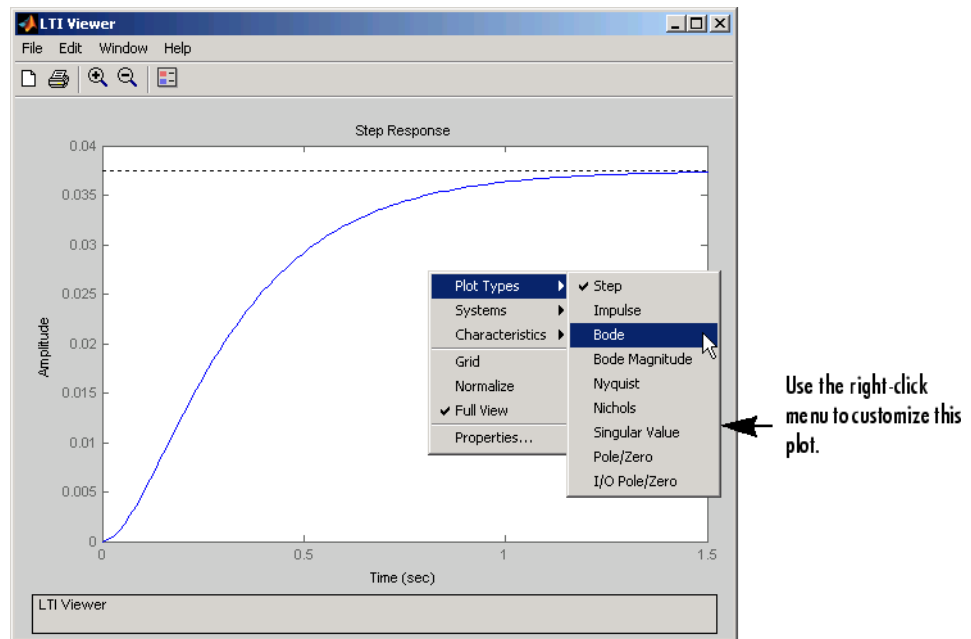 LTI Viewer
File Edit Window Help
Step Response
0.04
0.035
0.03
0.025
0.02
0.015
0.01
0.005
0
Amplitude
0
0.5
1
1.5
Time (sec)
Plot Types
Systems
Characteristics
Grid
Normalize
Full View
Properties...
Step
Impulse
Bode
Bode Magnitude
Nyquist
Nichols
Singular Value
Pole/Zero
I/O Pole/Zero
Use the right-click
menu to customize this
plot.
LTI Viewer